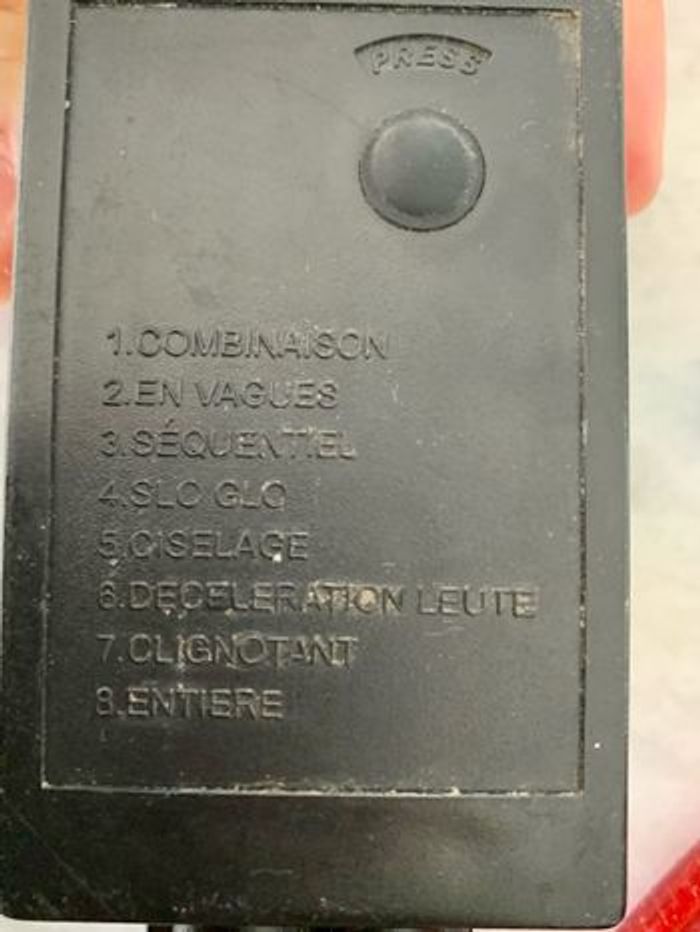 PRESS
1.COMBINAISON
2.EN VAGUES
3.SÉQUENTIEL
4.SLO GLO
5.CISELAGE
6.DECELERATION LEUTE
7.CLIGNOTANT
8.ENTIERE